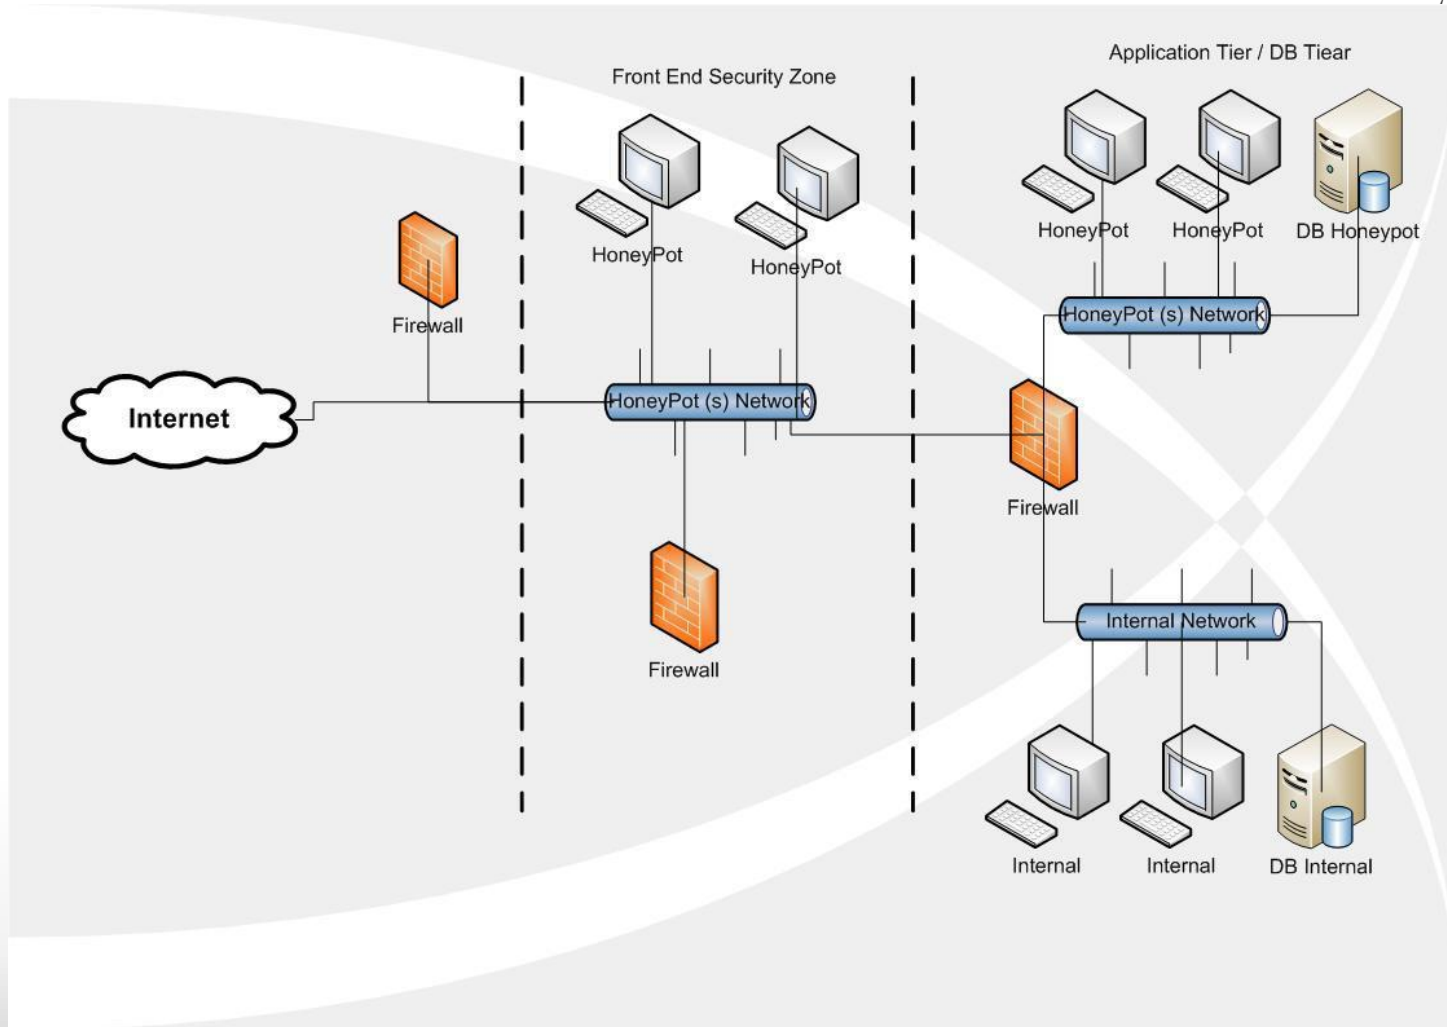 Application Tier / DB Tiear
Front End Security Zone
HoneyPot
HoneyPot
HoneyPot
HoneyPot
DB Honeypot
Firewall
HoneyPot (s) Network
Internet
HoneyPot (s) Network
Firewall
Firewall
Internal Network
Internal
Internal
DB Internal